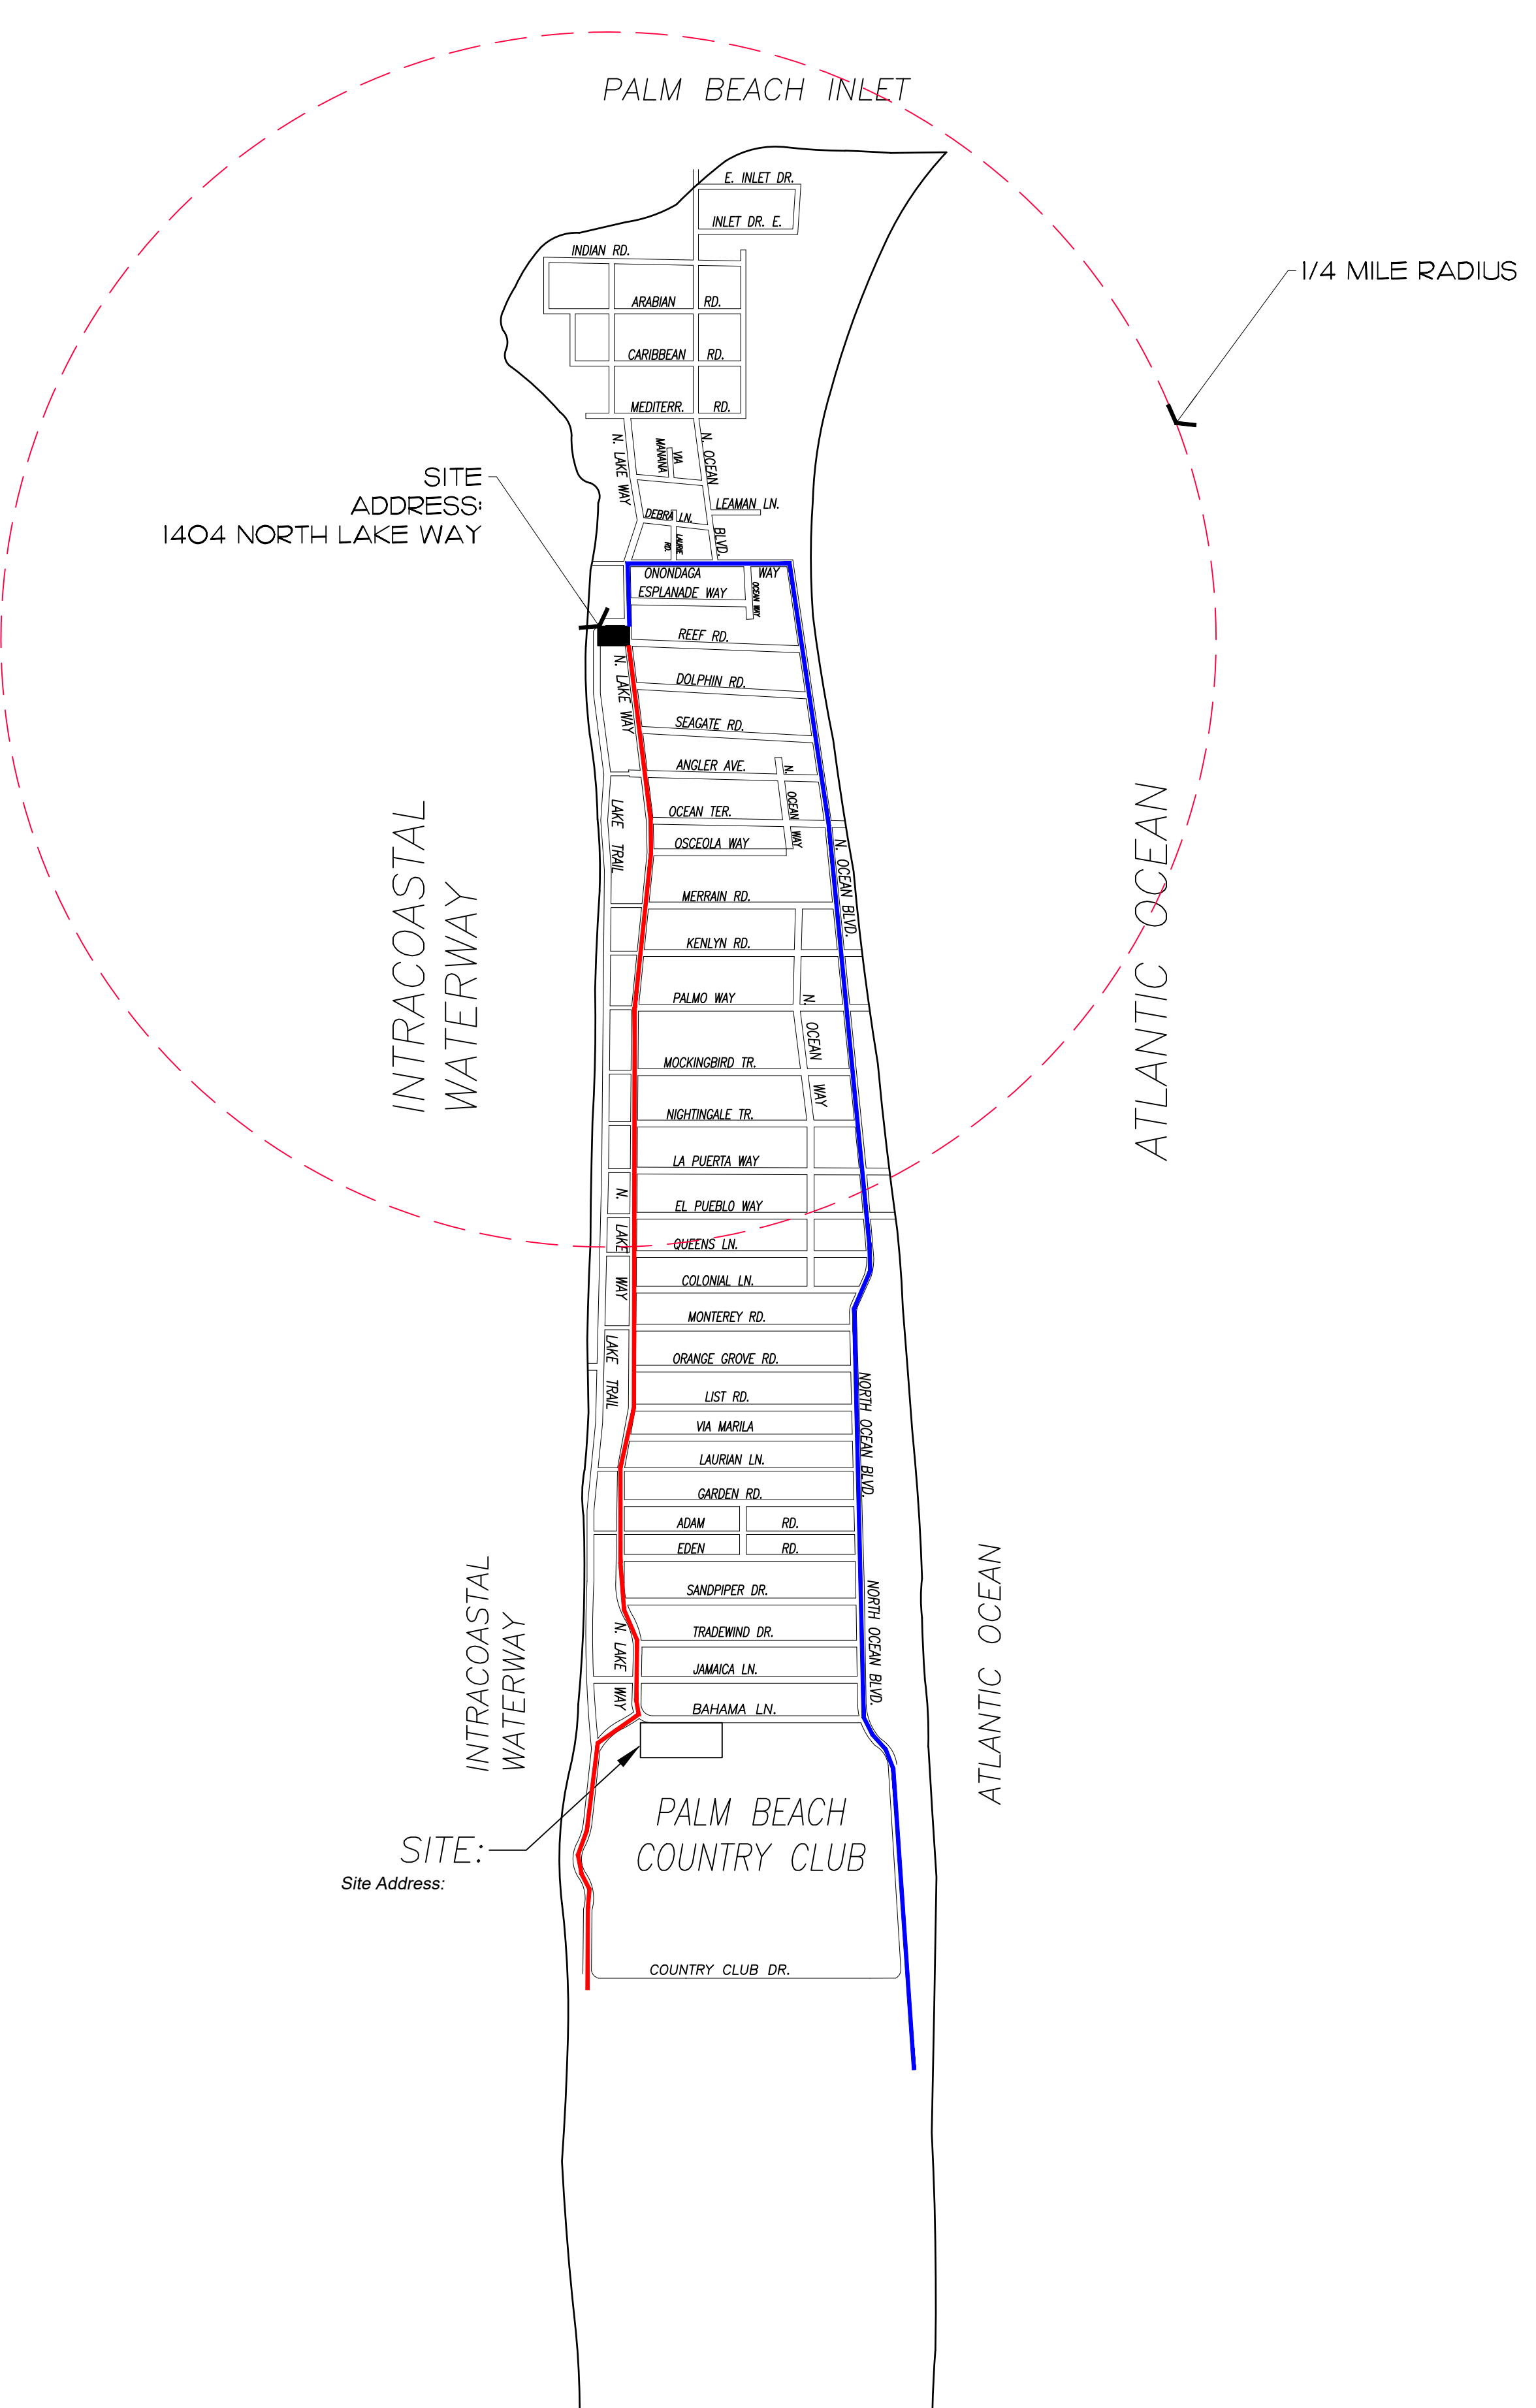 PALM BEACH INLET
E. INLET DR.
INLET DR. E.
INDIAN RD.
1/4 MILE RADIUS
ARABIAN RD.
CARIBBEAN RD.
MEDITERR. RD.
N. LAKE WAY
VIA MANANA
N. OCEAN BLVD.
SITE
ADDRESS:
1404 NORTH LAKE WAY
LEAMAN LN.
DEBRA LN.
LAURIE RD.
ONONDAGA WAY
ESPLANADE WAY
OCEAN WAY
REEF RD.
N. LAKE WAY
DOLPHIN RD.
SEAGATE RD.
ANGLER AVE.
N. OCEAN WAY
OCEAN TER.
LAKE TRAIL
OSCEOLA WAY
N. OCEAN BLVD.
INTRACOASTAL
WATERWAY
ATLANTIC OCEAN
MERRAIN RD.
KENLYN RD.
PALMO WAY
N. OCEAN WAY
MOCKINGBIRD TR.
NIGHTINGALE TR.
LA PUERTA WAY
N. LAKE WAY
EL PUEBLO WAY
QUEENS LN.
COLONIAL LN.
MONTEREY RD.
LAKE TRAIL
ORANGE GROVE RD.
NORTH OCEAN BLVD.
LIST RD.
VIA MARILA
LAURIAN LN.
GARDEN RD.
ADAM RD.
EDEN RD.
INTRACOASTAL
WATERWAY
ATLANTIC OCEAN
SANDPIPER DR.
NORTH OCEAN BLVD.
N. LAKE WAY
TRADEWIND DR.
JAMAICA LN.
BAHAMA LN.
PALM BEACH
COUNTRY CLUB
SITE:
Site Address:
COUNTRY CLUB DR.